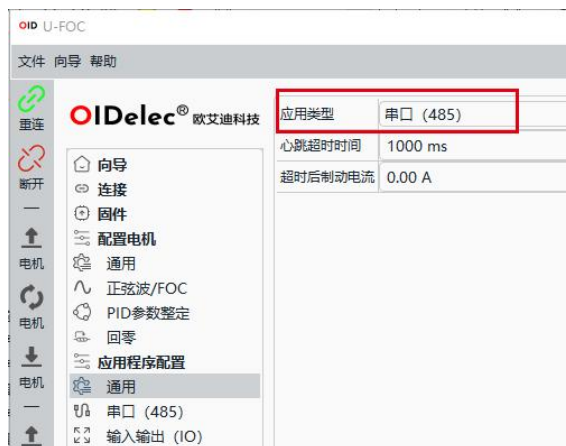 OID U-FOC
文件 向导 帮助
重连
断开
电机
电机
电机
OIDelec® 欧艾迪科技
向导
连接
固件
配置电机
通用
正弦波/FOC
PID参数整定
回零
应用程序配置
通用
串口 (485)
输入输出 (IO)
应用类型 串口 (485)
心跳超时时间 1000 ms
超时后制动电流 0.00 A